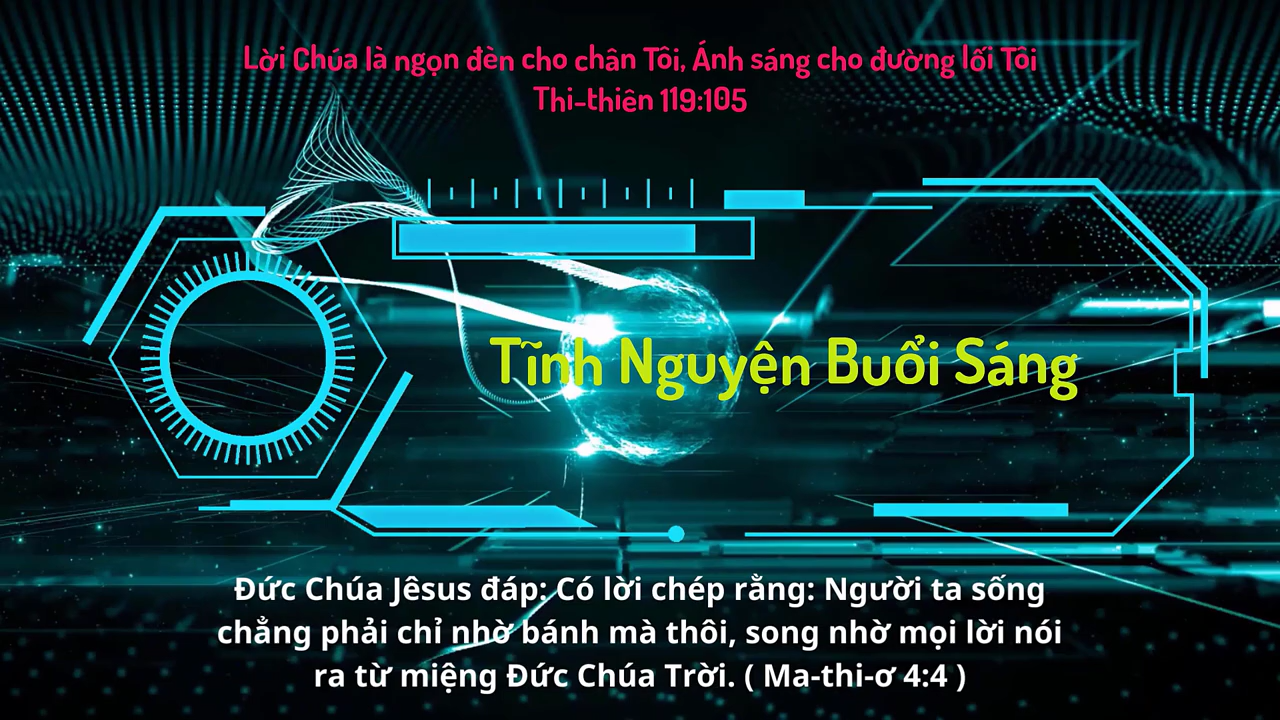 Lời Chúa là ngọn đèn cho chân Tôi, Ánh sáng cho đường lối Tôi
Thi-thiên 119:105
Tĩnh Nguyện Buổi Sáng
Đức Chúa Jêsus đáp: Có lời chép rằng: Người ta sống
chẳng phải chỉ nhờ bánh mà thôi, song nhờ mọi lời nói
ra từ miệng Đức Chúa Trời. ( Ma-thi-ơ 4:4 )